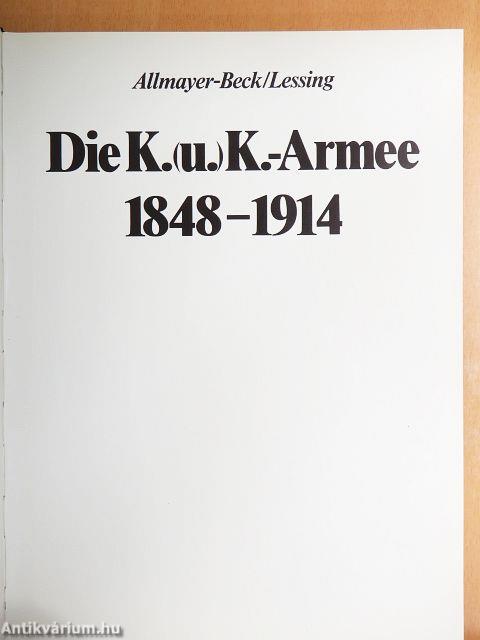 Allmayer-Beck/Lessing
Die K.(u.)K.-Armee
1848–1914
Antikvárium.hu